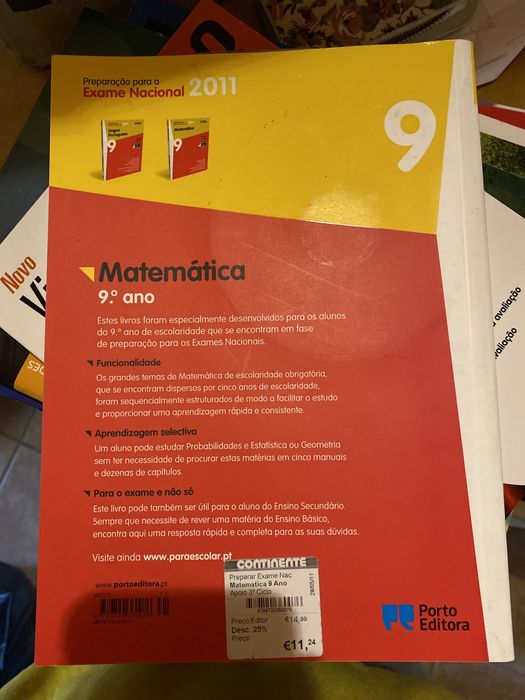 Preparação para a
Exame Nacional 2011
Língua
Portuguesa
9
Matemática
9
9
Matemática
9.º ano
Estes livros foram especialmente desenvolvidos para os alunos
do 9.º ano de escolaridade que se encontram em fase
de preparação para os Exames Nacionais.
Funcionalidade
Os grandes temas de Matemática de escolaridade obrigatória,
que se encontram dispersos por cinco anos de escolaridade,
foram sequencialmente estruturados de modo a facilitar o estudo
e proporcionar uma aprendizagem rápida e consistente.
Aprendizagem selectiva
Um aluno pode estudar Probabilidades e Estatística ou Geometria
sem ter necessidade de procurar estas matérias em cinco manuais
e dezenas de capítulos.
Para o exame e não só
Este livro pode também ser útil para o aluno do Ensino Secundário.
Sempre que necessite de rever uma matéria do Ensino Básico,
encontra aqui uma resposta rápida e completa para as suas dúvidas.
Visite ainda www.paraescolar.pt
www.portoeditora.pt
CONTINENTE
Preparar Exame Nac
Matematica 9 Ano
Apoio 3º Ciclo
28/05/11
Preço Editor €14,99
Desc. 25%
Preço
€11,24
Porto
Editora
Novo
avaliação